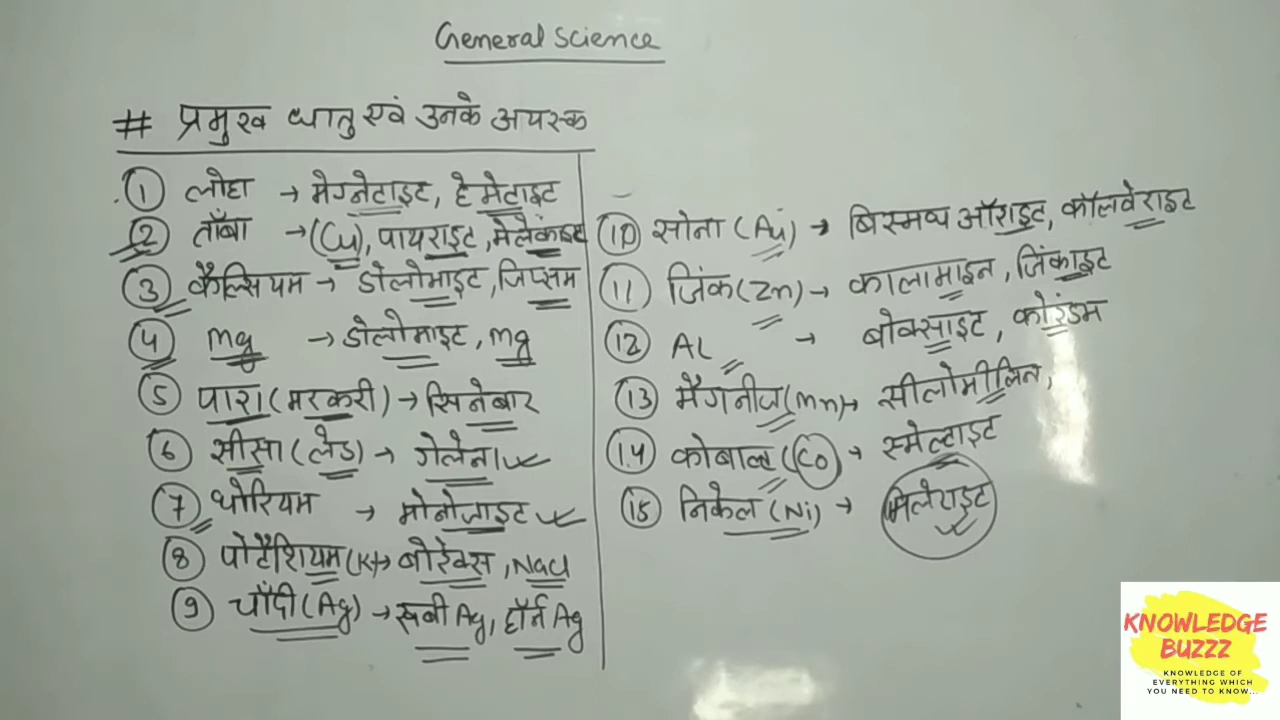 General Science
# प्रमुख धातु एवं उनके अयस्क
① लोहा → मेग्नेटाइट, हेमेटाइट
② ताँबा → (Cu), पायराइट, मेलैकाइट
③ कैल्सियम → डोलोमाइट, जिप्सम
④ Mg → डोलोमाइट, Mg
⑤ पारा (मरकरी) → सिनेबार
⑥ सीसा (लेड) → गेलेना
⑦ थोरियम → मोनोजाइट
⑧ पोटैशियम (K) → बोरेक्स, NaCl
⑨ चाँदी (Ag) → रूबी Ag, हॉर्न Ag
⑩ सोना (Au) → बिस्मथ ऑराइट, कॉलवेराइट
⑪ जिंक (Zn) → कालामाइन, जिंकाइट
⑫ AL → बोक्साइट, कोरंडम
⑬ मैगनीज (Mn) → सीलोमीलिन,
⑭ कोबाल्ट (Co) → स्मेल्टाइट
⑮ निकेल (Ni) → मिलेराइट
KNOWLEDGE
BUZZZ
KNOWLEDGE OF
EVERYTHING WHICH
YOU NEED TO KNOW...